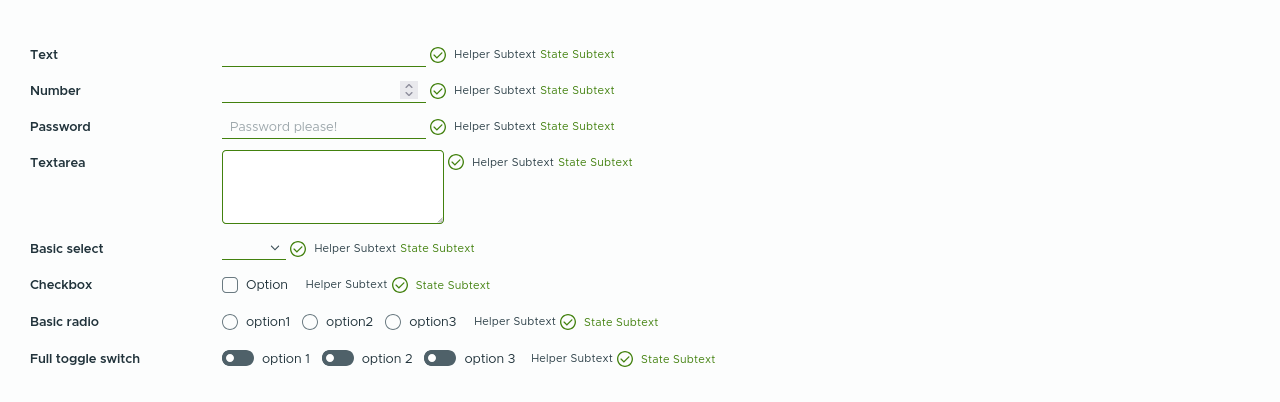 Text Helper Subtext State Subtext
Number Helper Subtext State Subtext
Password Password please! Helper Subtext State Subtext
Textarea Helper Subtext State Subtext
Basic select Helper Subtext State Subtext
Checkbox Option Helper Subtext State Subtext
Basic radio option1 option2 option3 Helper Subtext State Subtext
Full toggle switch option 1 option 2 option 3 Helper Subtext State Subtext